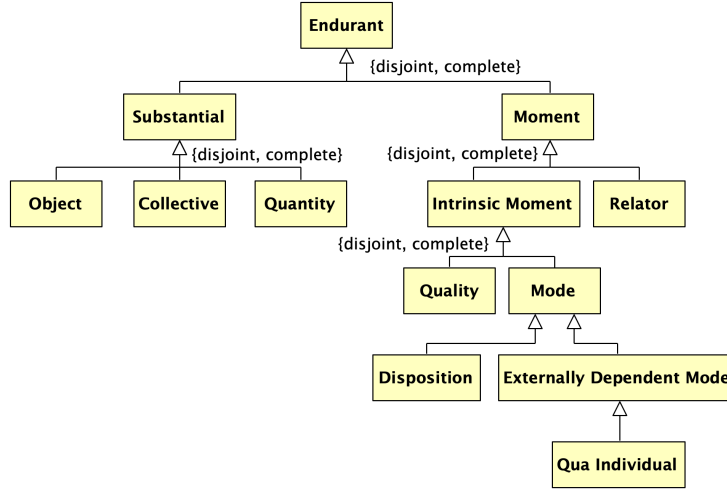 Endurant
{disjoint, complete}
Substantial
Moment
{disjoint, complete}
{disjoint, complete}
Object
Collective
Quantity
Intrinsic Moment
Relator
{disjoint, complete}
Quality
Mode
Disposition
Externally Dependent Mode
Qua Individual